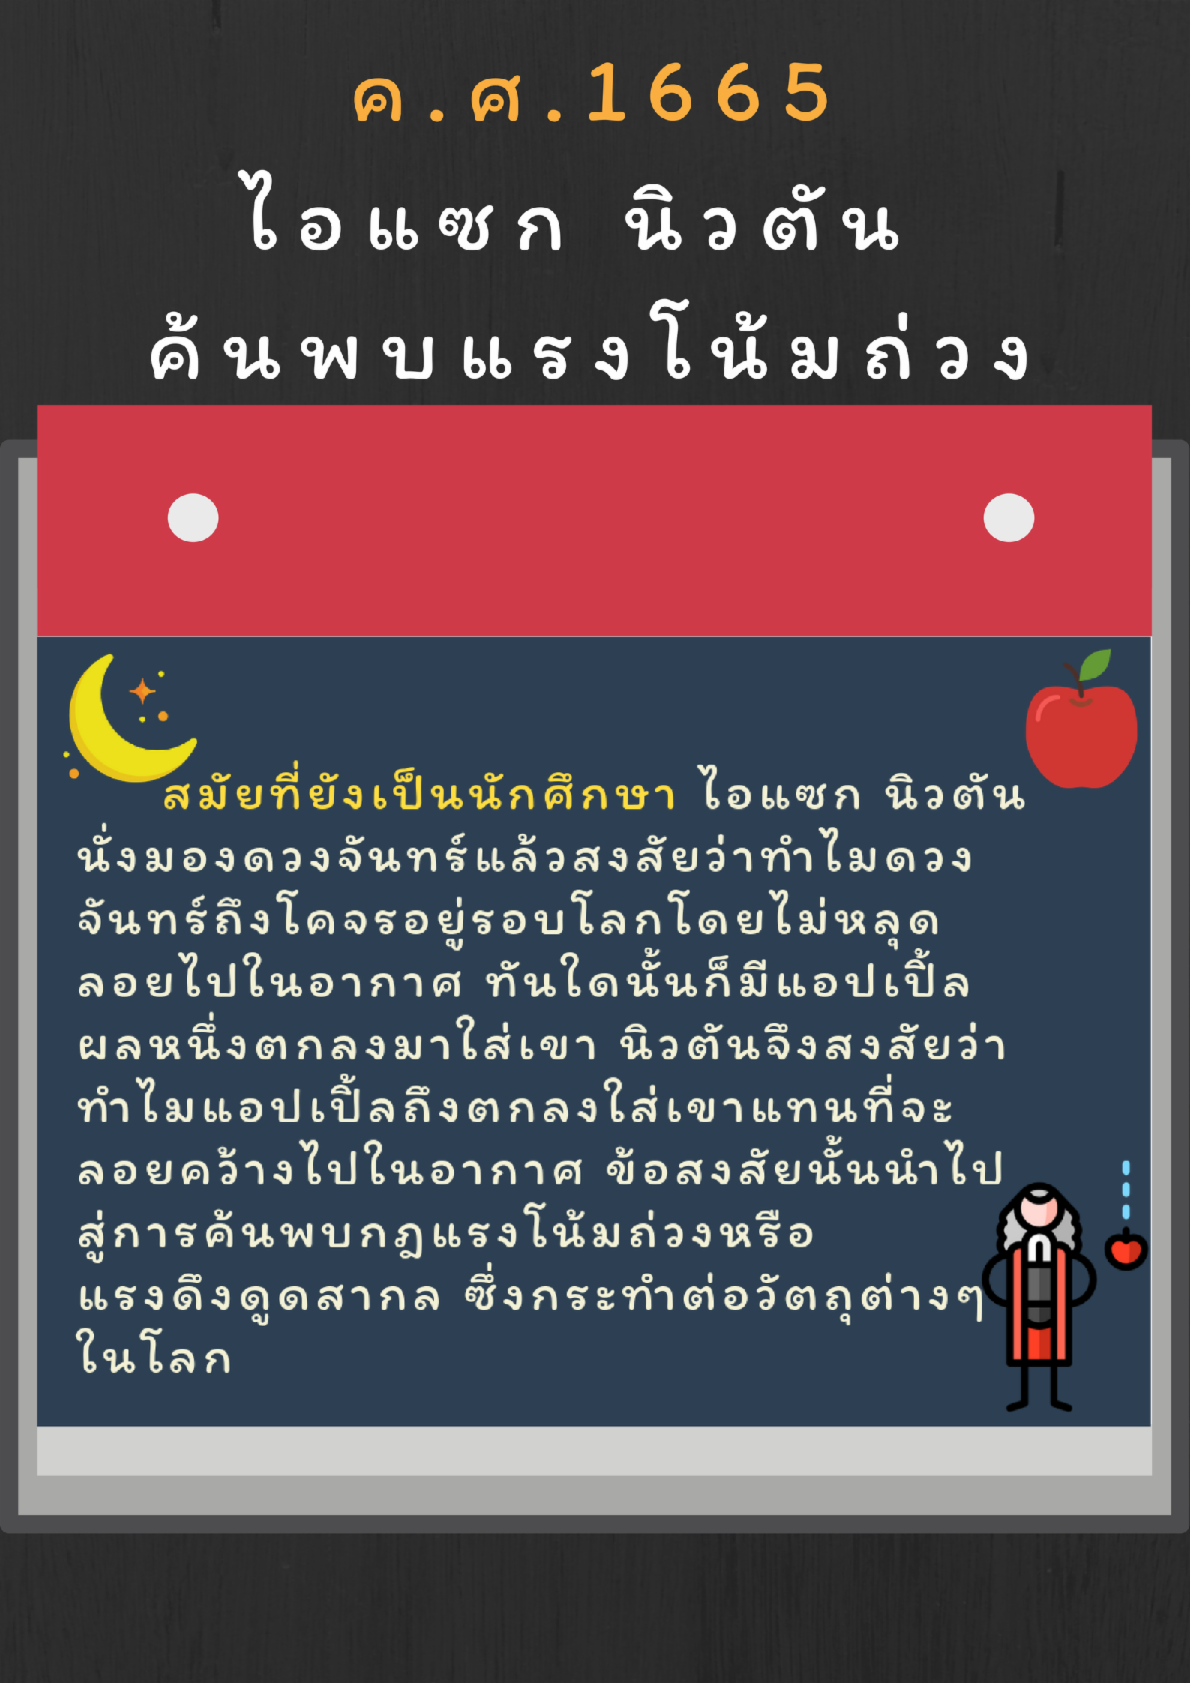 ค.ศ.1665
ไอแซก นิวตัน
ค้นพบแรงโน้มถ่วง
สมัยที่ยังเป็นนักศึกษา ไอแซก นิวตัน
นั่งมองดวงจันทร์แล้วสงสัยว่าทำไมดวง
จันทร์ถึงโคจรอยู่รอบโลกโดยไม่หลุด
ลอยไปในอากาศ ทันใดนั้นก็มีแอปเปิ้ล
ผลหนึ่งตกลงมาใส่เขา นิวตันจึงสงสัยว่า
ทำไมแอปเปิ้ลถึงตกลงใส่เขาแทนที่จะ
ลอยคว้างไปในอากาศ ข้อสงสัยนั้นนำไป
สู่การค้นพบกฎแรงโน้มถ่วงหรือ
แรงดึงดูดสากล ซึ่งกระทำต่อวัตถุต่างๆ
ในโลก